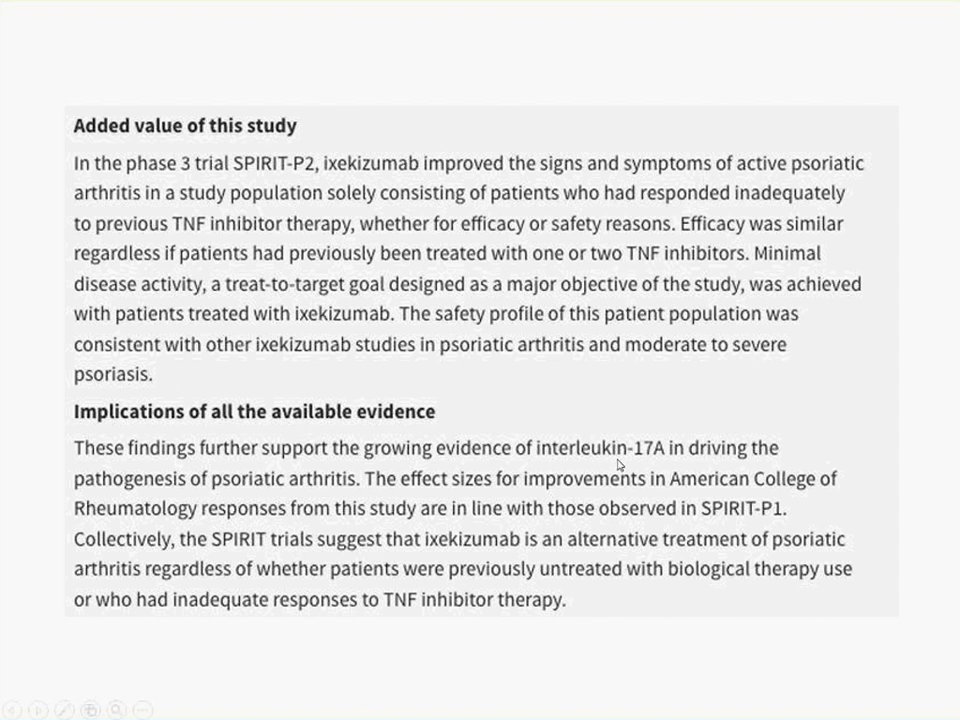 Added value of this study
In the phase 3 trial SPIRIT-P2, ixekizumab improved the signs and symptoms of active psoriatic
arthritis in a study population solely consisting of patients who had responded inadequately
to previous TNF inhibitor therapy, whether for efficacy or safety reasons. Efficacy was similar
regardless if patients had previously been treated with one or two TNF inhibitors. Minimal
disease activity, a treat-to-target goal designed as a major objective of the study, was achieved
with patients treated with ixekizumab. The safety profile of this patient population was
consistent with other ixekizumab studies in psoriatic arthritis and moderate to severe
psoriasis.
Implications of all the available evidence
These findings further support the growing evidence of interleukin-17A in driving the
pathogenesis of psoriatic arthritis. The effect sizes for improvements in American College of
Rheumatology responses from this study are in line with those observed in SPIRIT-P1.
Collectively, the SPIRIT trials suggest that ixekizumab is an alternative treatment of psoriatic
arthritis regardless of whether patients were previously untreated with biological therapy use
or who had inadequate responses to TNF inhibitor therapy.